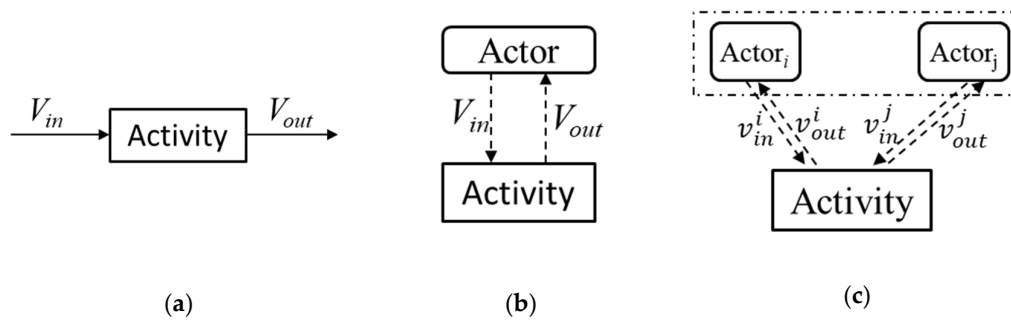 V_in
Activity
V_out
(a)
Actor
V_in
V_out
Activity
(b)
Actor_i
Actor_j
v_in^i
v_out^i
v_in^j
v_out^j
Activity
(c)